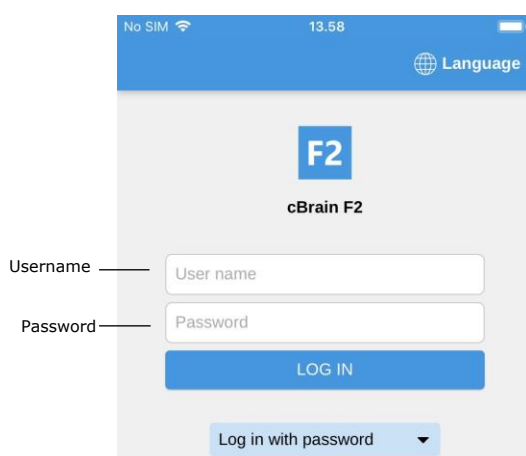 No SIM 13.58
Language
F2
cBrain F2
Username
User name
Password
Password
LOG IN
Log in with password